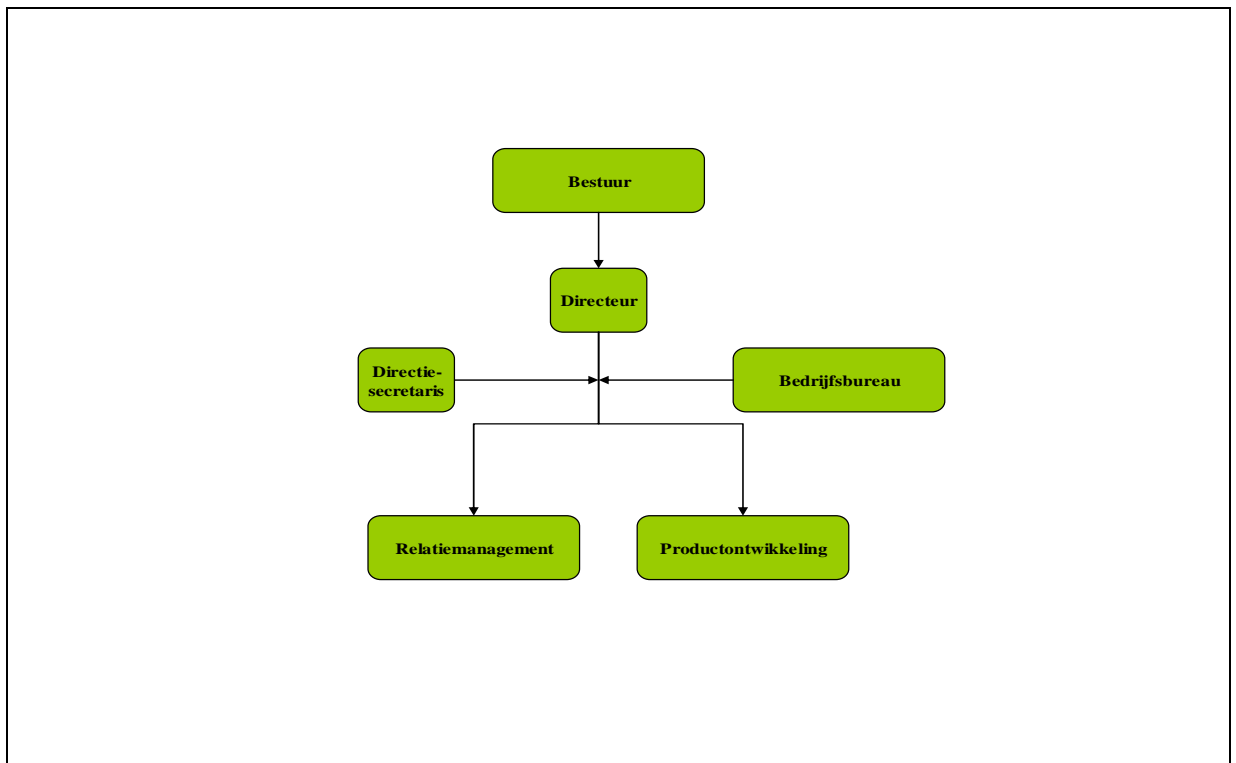 Bestuur
Directeur
Directie-
secretaris
Bedrijfsbureau
Relatiemanagement
Productontwikkeling